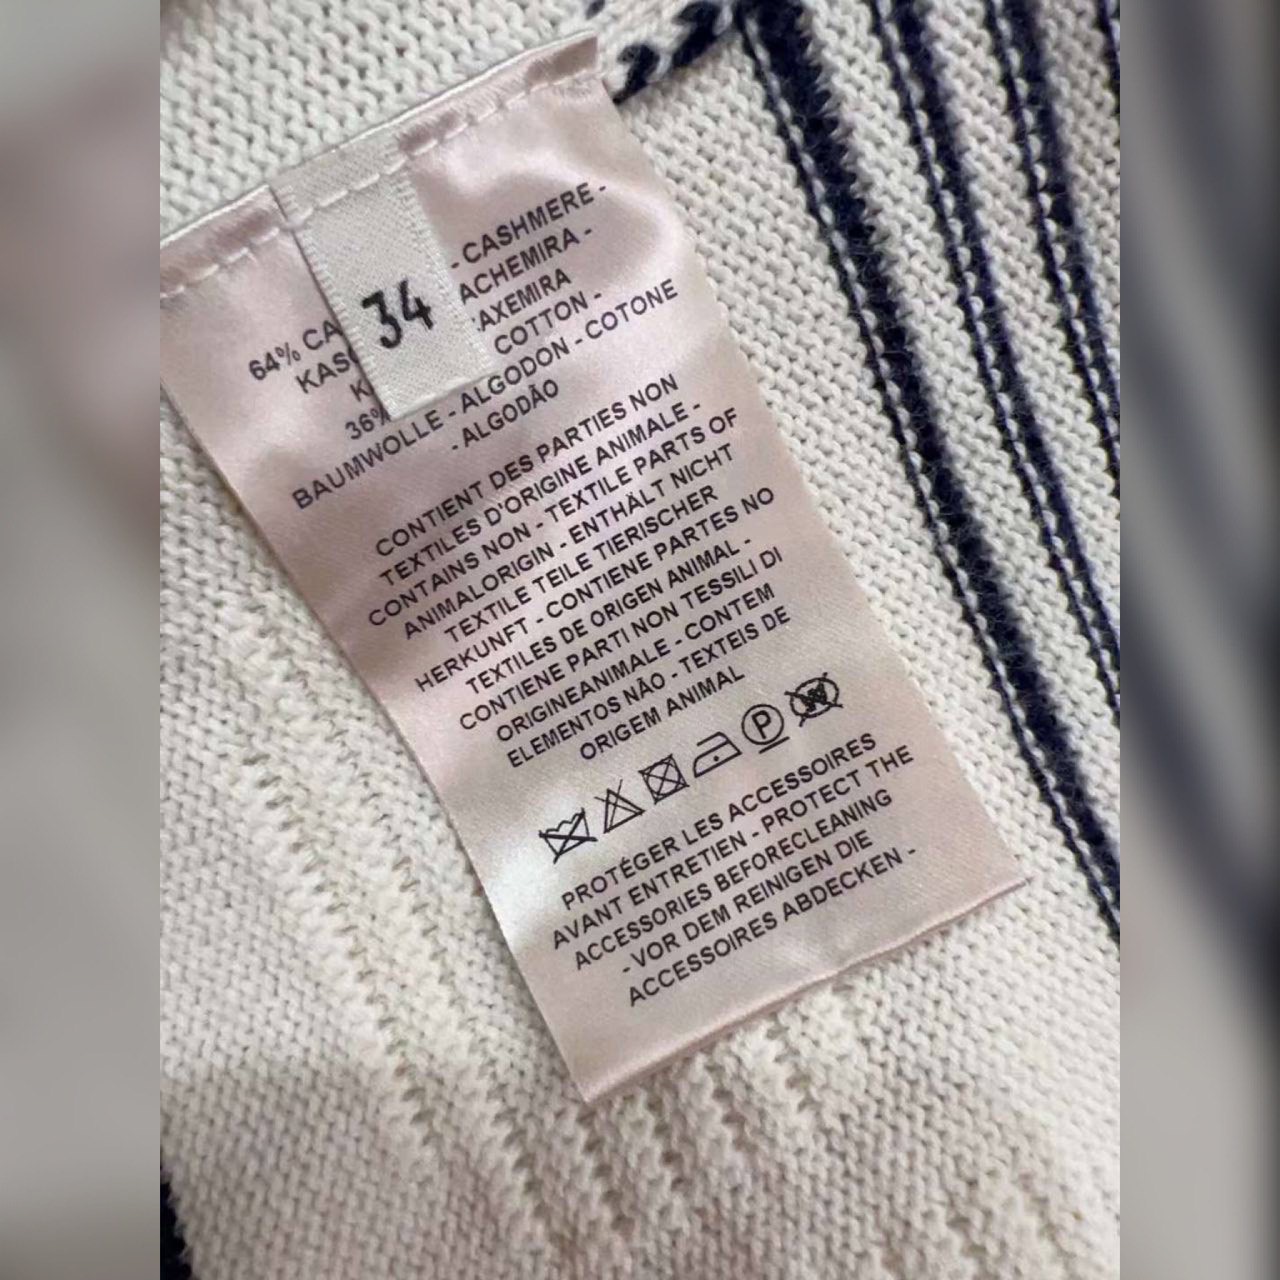 34
64% CA - CASHMERE -
KASC ACHEMIRA -
K AXEMIRA
36% COTTON -
BAUMWOLLE - ALGODON - COTONE
- ALGODÃO
CONTIENT DES PARTIES NON
TEXTILES D'ORIGINE ANIMALE -
CONTAINS NON - TEXTILE PARTS OF
ANIMALORIGIN - ENTHÄLT NICHT
TEXTILE TEILE TIERISCHER
HERKUNFT - CONTIENE PARTES NO
TEXTILES DE ORIGEN ANIMAL -
CONTIENE PARTI NON TESSILI DI
ORIGINEANIMALE - CONTEM
ELEMENTOS NÃO - TEXTEIS DE
ORIGEM ANIMAL
P
PROTÉGER LES ACCESSOIRES
AVANT ENTRETIEN - PROTECT THE
ACCESSORIES BEFORECLEANING
- VOR DEM REINIGEN DIE
ACCESSOIRES ABDECKEN -